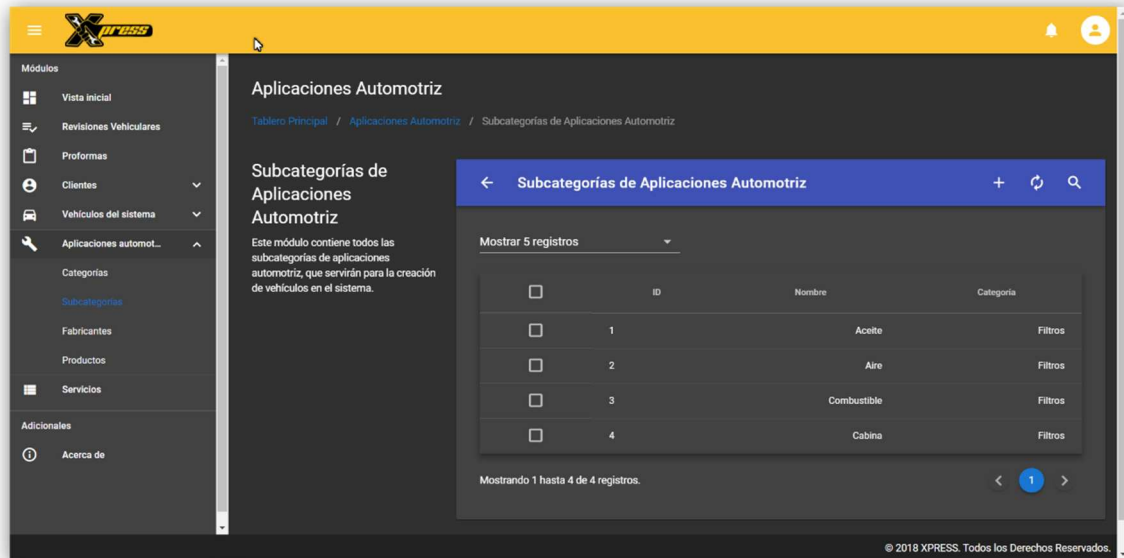 Xpress
Módulos
Vista inicial
Revisiones Vehiculares
Proformas
Clientes
Vehículos del sistema
Aplicaciones automot...
Categorías
Subcategorías
Fabricantes
Productos
Servicios
Adicionales
Acerca de
Aplicaciones Automotriz
Tablero Principal / Aplicaciones Automotriz / Subcategorías de Aplicaciones Automotriz
Subcategorías de
Aplicaciones
Automotriz
Este módulo contiene todos las
subcategorías de aplicaciones
automotriz, que servirán para la creación
de vehículos en el sistema.
Subcategorías de Aplicaciones Automotriz
Mostrar 5 registros
ID Nombre Categoria
1 Aceite Filtros
2 Aire Filtros
3 Combustible Filtros
4 Cabina Filtros
Mostrando 1 hasta 4 de 4 registros.
1
© 2018 XPRESS. Todos los Derechos Reservados.